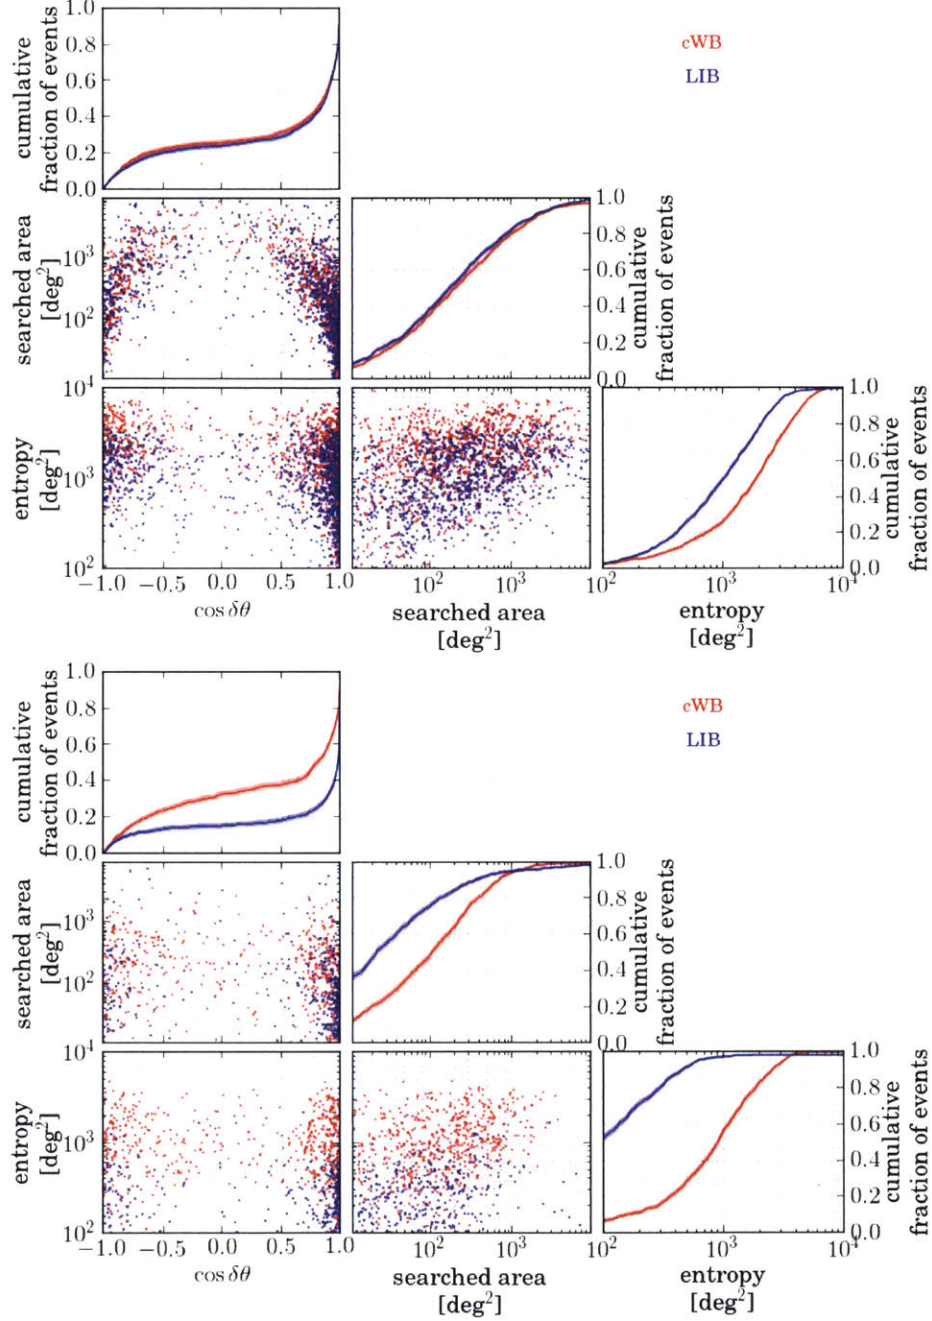 1.0
0.8
0.6
0.4
0.2
0.0
cumulative
fraction of events
cWB
LIB
searched area
[deg²]
10³
10²
1.0
0.8
0.6
0.4
0.2
0.0
cumulative
fraction of events
entropy
[deg²]
10⁴
10³
10²
1.0
0.8
0.6
0.4
0.2
0.0
cumulative
fraction of events
−1.0 −0.5 0.0 0.5 1.0
cos δθ
10² 10³
searched area
[deg²]
10² 10³ 10⁴
entropy
[deg²]
1.0
0.8
0.6
0.4
0.2
0.0
cumulative
fraction of events
cWB
LIB
searched area
[deg²]
10³
10²
1.0
0.8
0.6
0.4
0.2
0.0
cumulative
fraction of events
entropy
[deg²]
10⁴
10³
10²
1.0
0.8
0.6
0.4
0.2
0.0
cumulative
fraction of events
−1.0 −0.5 0.0 0.5 1.0
cos δθ
10² 10³
searched area
[deg²]
10² 10³ 10⁴
entropy
[deg²]